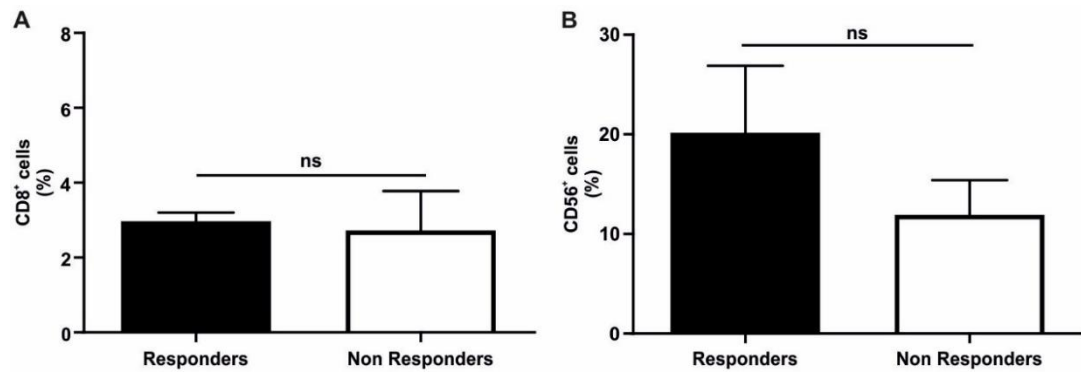 A
8
6
4
2
0
CD8⁺ cells
(%)
ns
Responders
Non Responders
B
30
20
10
0
CD56⁺ cells
(%)
ns
Responders
Non Responders